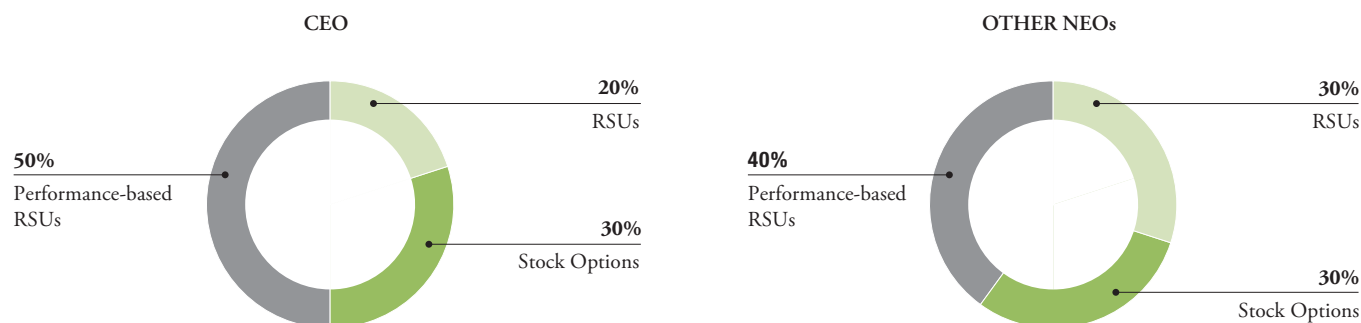 CEO
20%
RSUs
50%
Performance-based
RSUs
30%
Stock Options
OTHER NEOs
30%
RSUs
40%
Performance-based
RSUs
30%
Stock Options